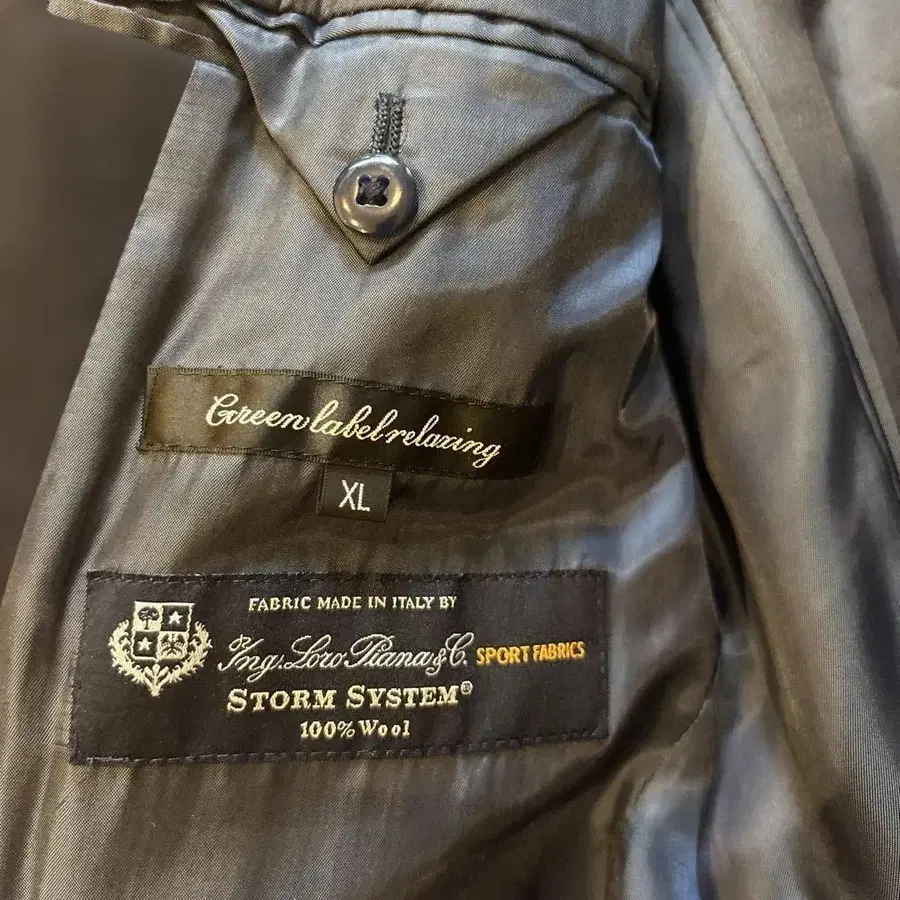 Green label relaxing
XL
FABRIC MADE IN ITALY BY
Ing. Loro Piana & C. SPORT FABRICS
STORM SYSTEM®
100% Wool